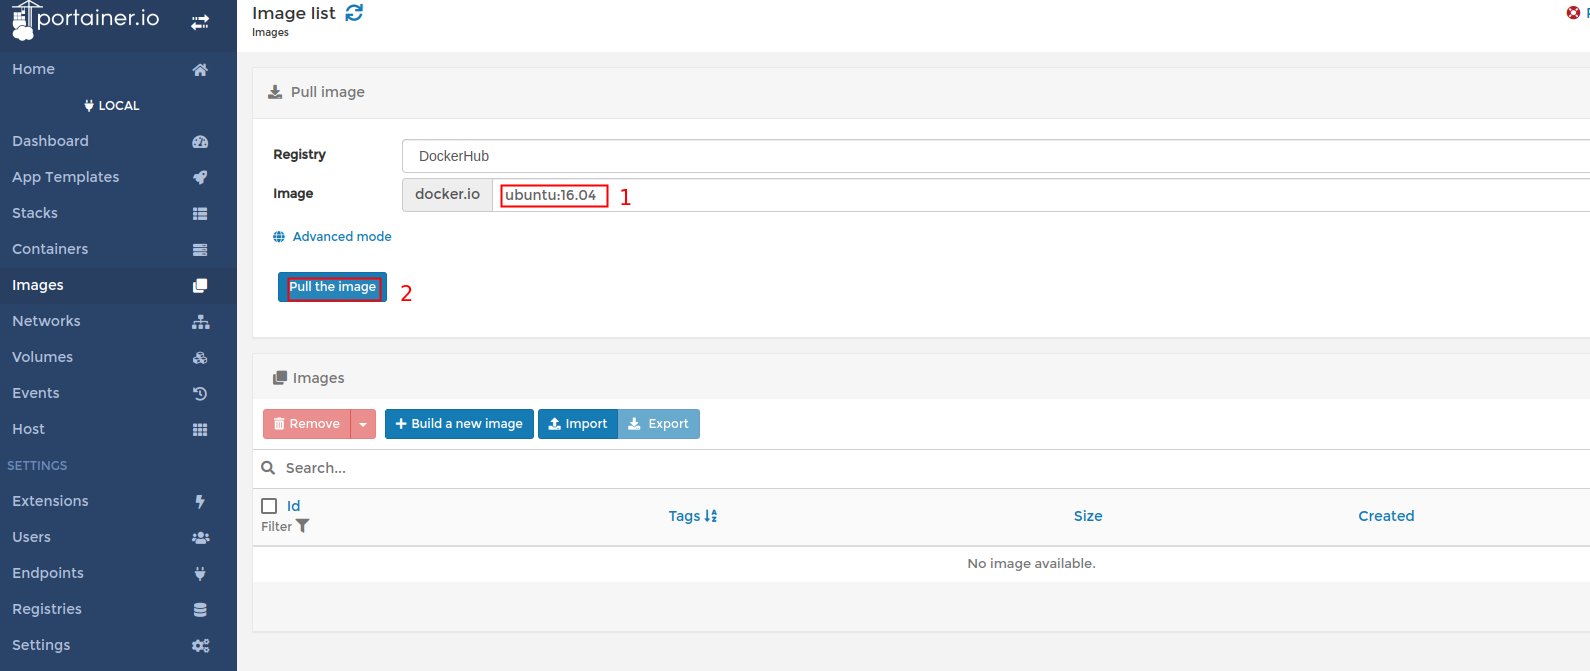 portainer.io
Home
LOCAL
Dashboard
App Templates
Stacks
Containers
Images
Networks
Volumes
Events
Host
SETTINGS
Extensions
Users
Endpoints
Registries
Settings
Image list
Images
Pull image
Registry DockerHub
Image docker.io ubuntu:16.04 1
Advanced mode
Pull the image 2
Images
Remove Build a new image Import Export
Search...
Id
Filter
Tags Size Created
No image available.